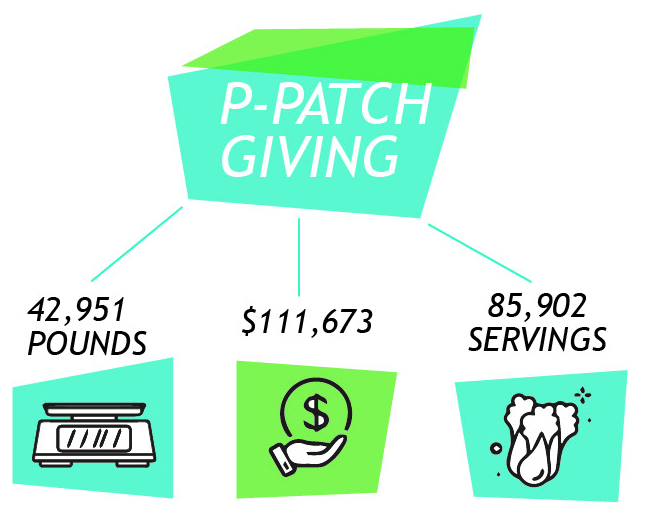 P-PATCH
GIVING
42,951
POUNDS
$111,673
85,902
SERVINGS
$